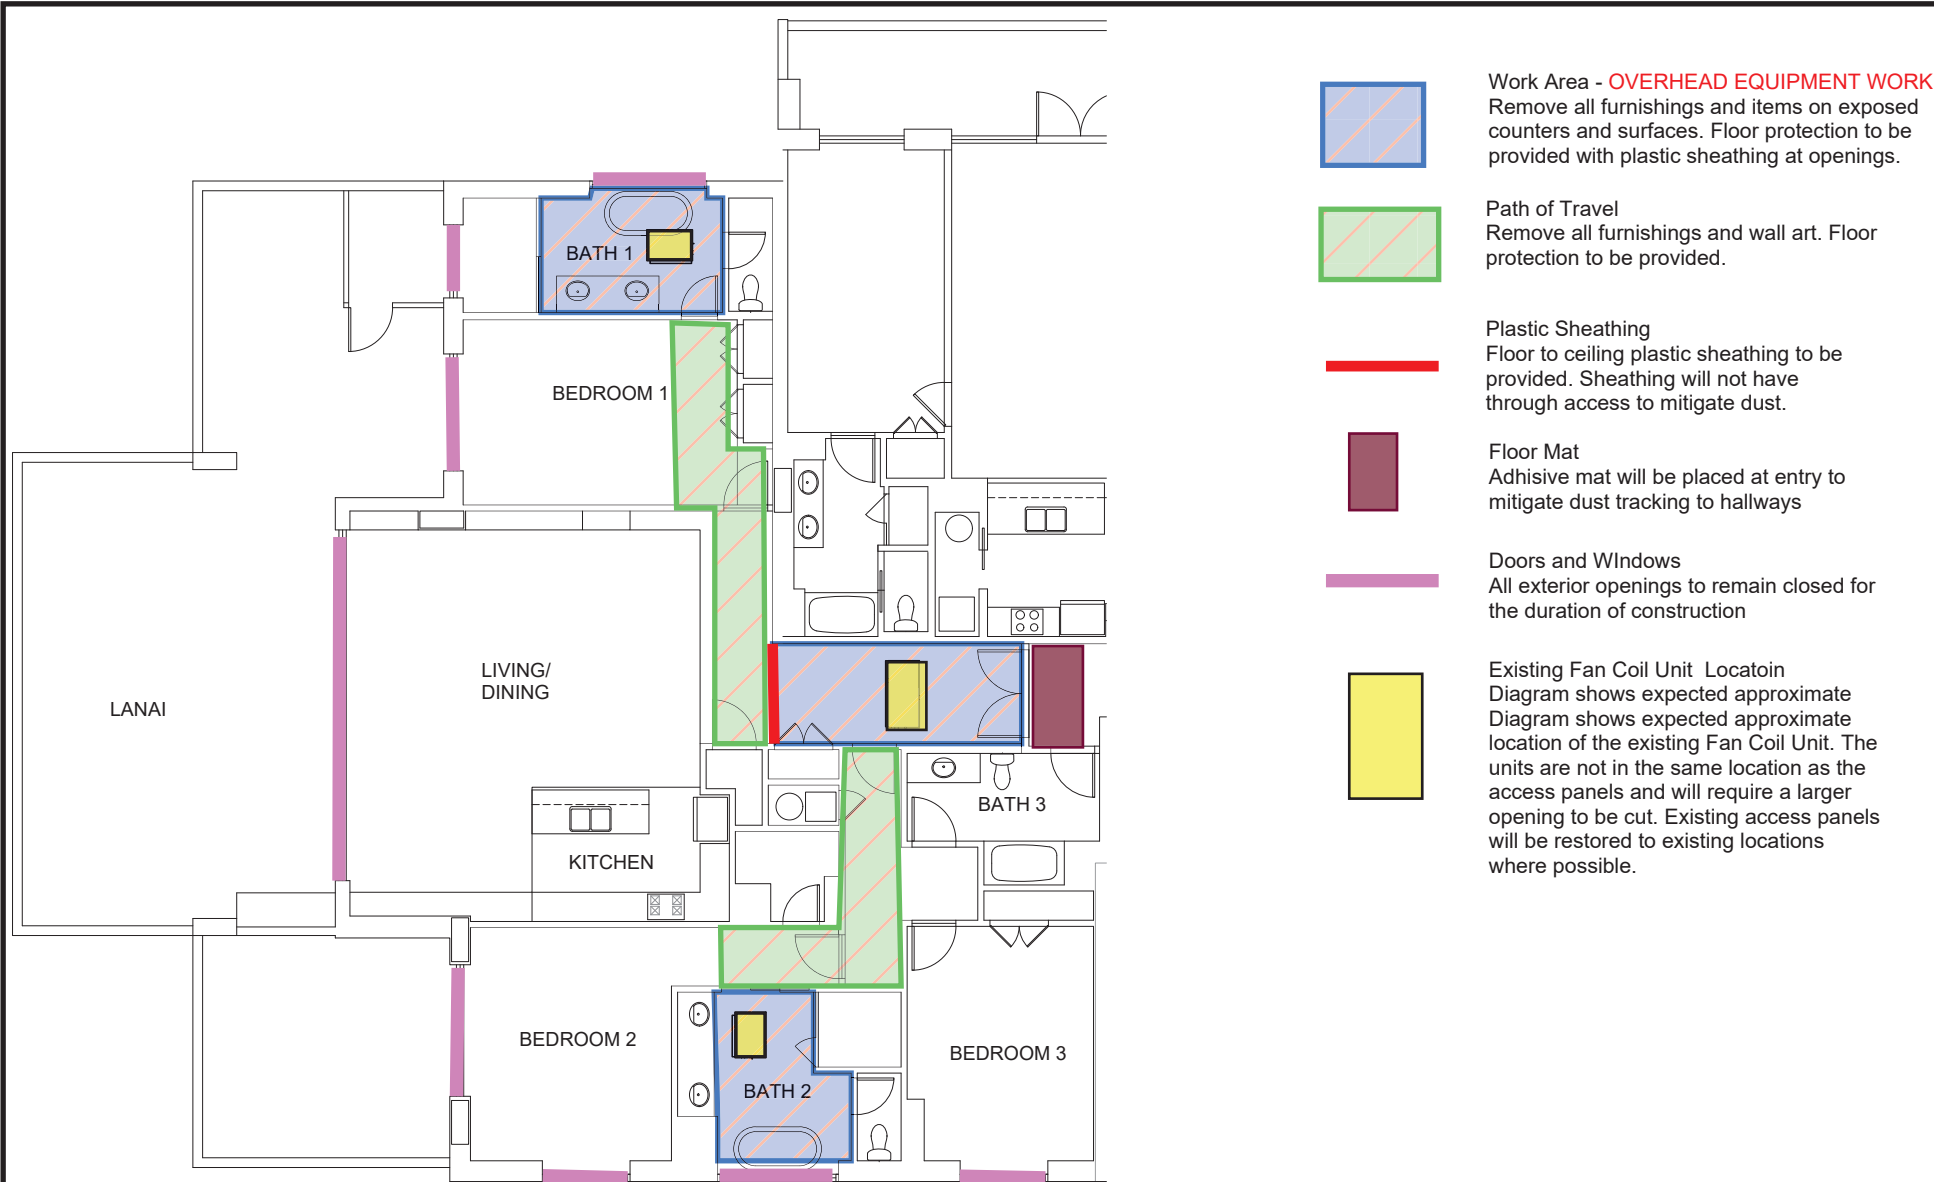 Work Area - OVERHEAD EQUIPMENT WORK
Remove all furnishings and items on exposed
counters and surfaces. Floor protection to be
provided with plastic sheathing at openings.
Path of Travel
Remove all furnishings and wall art. Floor
protection to be provided.
Plastic Sheathing
Floor to ceiling plastic sheathing to be
provided. Sheathing will not have
through access to mitigate dust.
Floor Mat
Adhisive mat will be placed at entry to
mitigate dust tracking to hallways
Doors and WIndows
All exterior openings to remain closed for
the duration of construction
Existing Fan Coil Unit Locatoin
Diagram shows expected approximate
Diagram shows expected approximate
location of the existing Fan Coil Unit. The
units are not in the same location as the
access panels and will require a larger
opening to be cut. Existing access panels
will be restored to existing locations
where possible.
BATH 1
BEDROOM 1
LIVING/
DINING
LANAI
BATH 3
KITCHEN
BEDROOM 2
BEDROOM 3
BATH 2